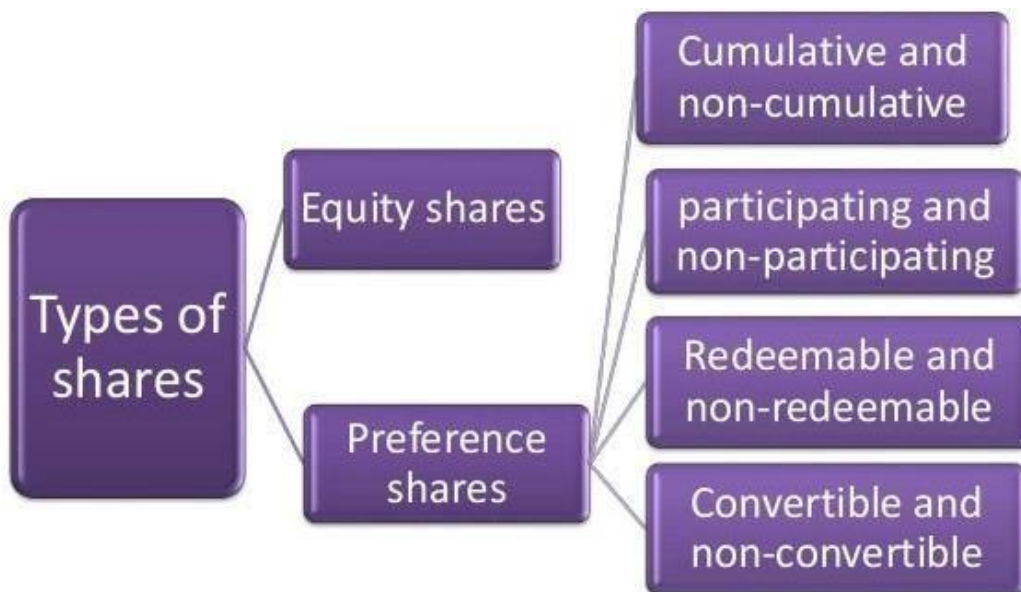 Types of
shares
Equity shares
Preference
shares
Cumulative and
non-cumulative
participating and
non-participating
Redeemable and
non-redeemable
Convertible and
non-convertible